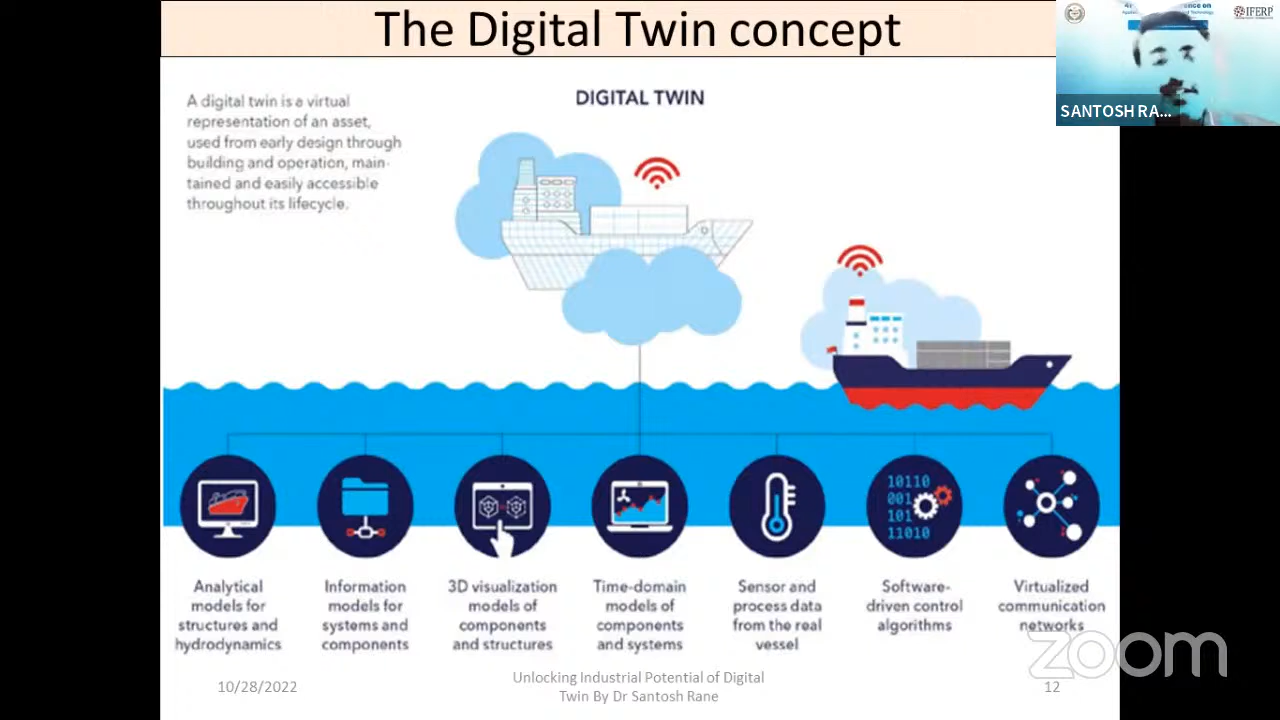 The Digital Twin concept
IFERP
SANTOSH RA...
A digital twin is a virtual
representation of an asset,
used from early design through
building and operation, main-
tained and easily accessible
throughout its lifecycle.
DIGITAL TWIN
10110
001
101
11010
Analytical
models for
structures and
hydrodynamics
Information
models for
systems and
components
3D visualization
models of
components
and structures
Time-domain
models of
components
and systems
Sensor and
process data
from the real
vessel
Software-
driven control
algorithms
Virtualized
communication
networks
zoom
10/28/2022
Unlocking Industrial Potential of Digital
Twin By Dr Santosh Rane
12